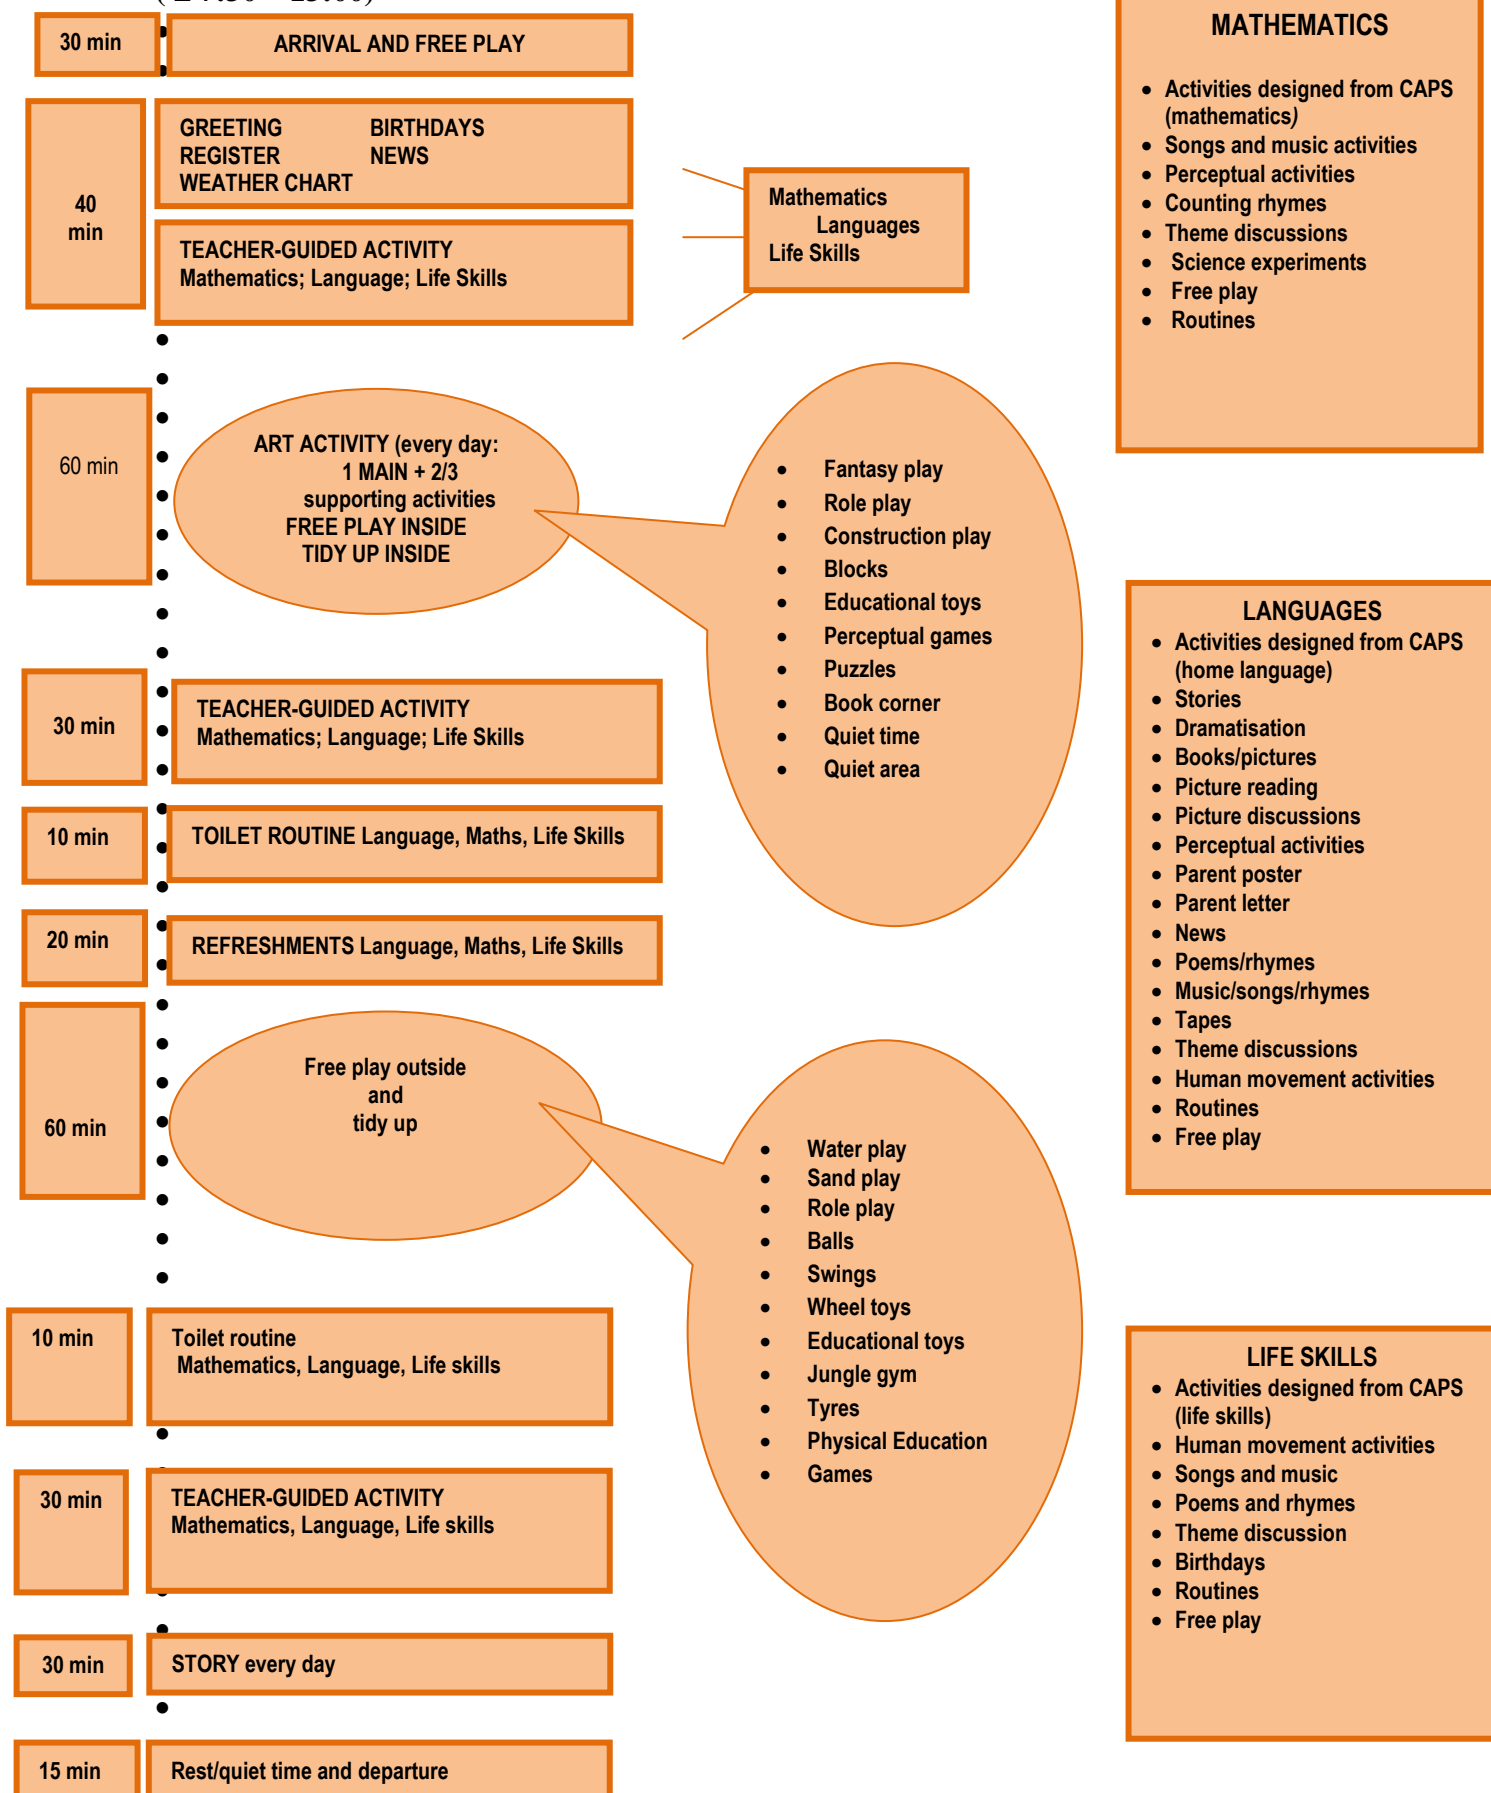 30 min
ARRIVAL AND FREE PLAY
40
min
GREETING BIRTHDAYS
REGISTER NEWS
WEATHER CHART
TEACHER-GUIDED ACTIVITY
Mathematics; Language; Life Skills
Mathematics
Languages
Life Skills
60 min
ART ACTIVITY (every day:
1 MAIN + 2/3
supporting activities
FREE PLAY INSIDE
TIDY UP INSIDE
• Fantasy play
• Role play
• Construction play
• Blocks
• Educational toys
• Perceptual games
• Puzzles
• Book corner
• Quiet time
• Quiet area
30 min
TEACHER-GUIDED ACTIVITY
Mathematics; Language; Life Skills
10 min
TOILET ROUTINE Language, Maths, Life Skills
20 min
REFRESHMENTS Language, Maths, Life Skills
60 min
Free play outside
and
tidy up
• Water play
• Sand play
• Role play
• Balls
• Swings
• Wheel toys
• Educational toys
• Jungle gym
• Tyres
• Physical Education
• Games
10 min
Toilet routine
Mathematics, Language, Life skills
30 min
TEACHER-GUIDED ACTIVITY
Mathematics, Language, Life skills
30 min
STORY every day
15 min
Rest/quiet time and departure
MATHEMATICS
• Activities designed from CAPS
(mathematics)
• Songs and music activities
• Perceptual activities
• Counting rhymes
• Theme discussions
• Science experiments
• Free play
• Routines
LANGUAGES
• Activities designed from CAPS
(home language)
• Stories
• Dramatisation
• Books/pictures
• Picture reading
• Picture discussions
• Perceptual activities
• Parent poster
• Parent letter
• News
• Poems/rhymes
• Music/songs/rhymes
• Tapes
• Theme discussions
• Human movement activities
• Routines
• Free play
LIFE SKILLS
• Activities designed from CAPS
(life skills)
• Human movement activities
• Songs and music
• Poems and rhymes
• Theme discussion
• Birthdays
• Routines
• Free play